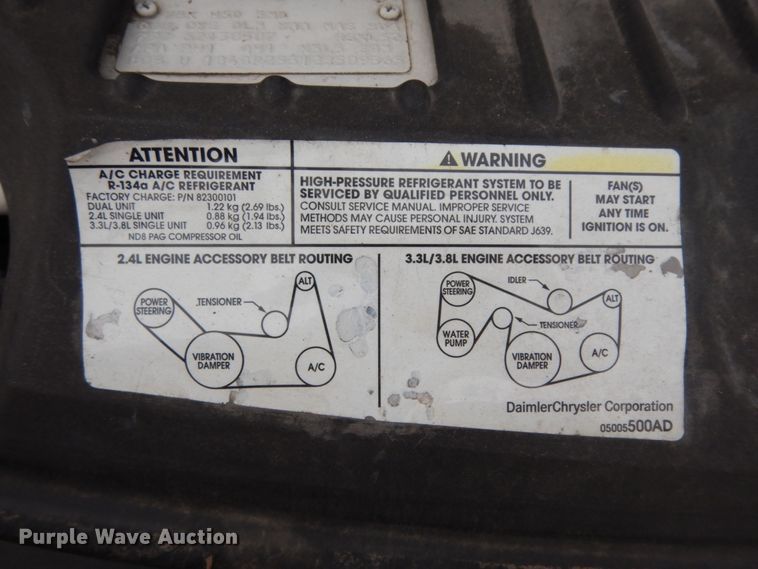 ATTENTION
A/C CHARGE REQUIREMENT
R-134a A/C REFRIGERANT
FACTORY CHARGE: P/N 82300101
DUAL UNIT 1.22 kg (2.69 lbs.)
2.4L SINGLE UNIT 0.88 kg (1.94 lbs.)
3.3L/3.8L SINGLE UNIT 0.96 kg (2.13 lbs.)
ND8 PAG COMPRESSOR OIL
WARNING
HIGH-PRESSURE REFRIGERANT SYSTEM TO BE
SERVICED BY QUALIFIED PERSONNEL ONLY.
CONSULT SERVICE MANUAL. IMPROPER SERVICE
METHODS MAY CAUSE PERSONAL INJURY. SYSTEM
MEETS SAFETY REQUIREMENTS OF SAE STANDARD J639.
FAN(S)
MAY START
ANY TIME
IGNITION IS ON.
2.4L ENGINE ACCESSORY BELT ROUTING
POWER
STEERING
TENSIONER
ALT
VIBRATION
DAMPER
A/C
3.3L/3.8L ENGINE ACCESSORY BELT ROUTING
POWER
STEERING
IDLER
ALT
WATER
PUMP
TENSIONER
VIBRATION
DAMPER
A/C
DaimlerChrysler Corporation
05005500AD
Purple Wave Auction